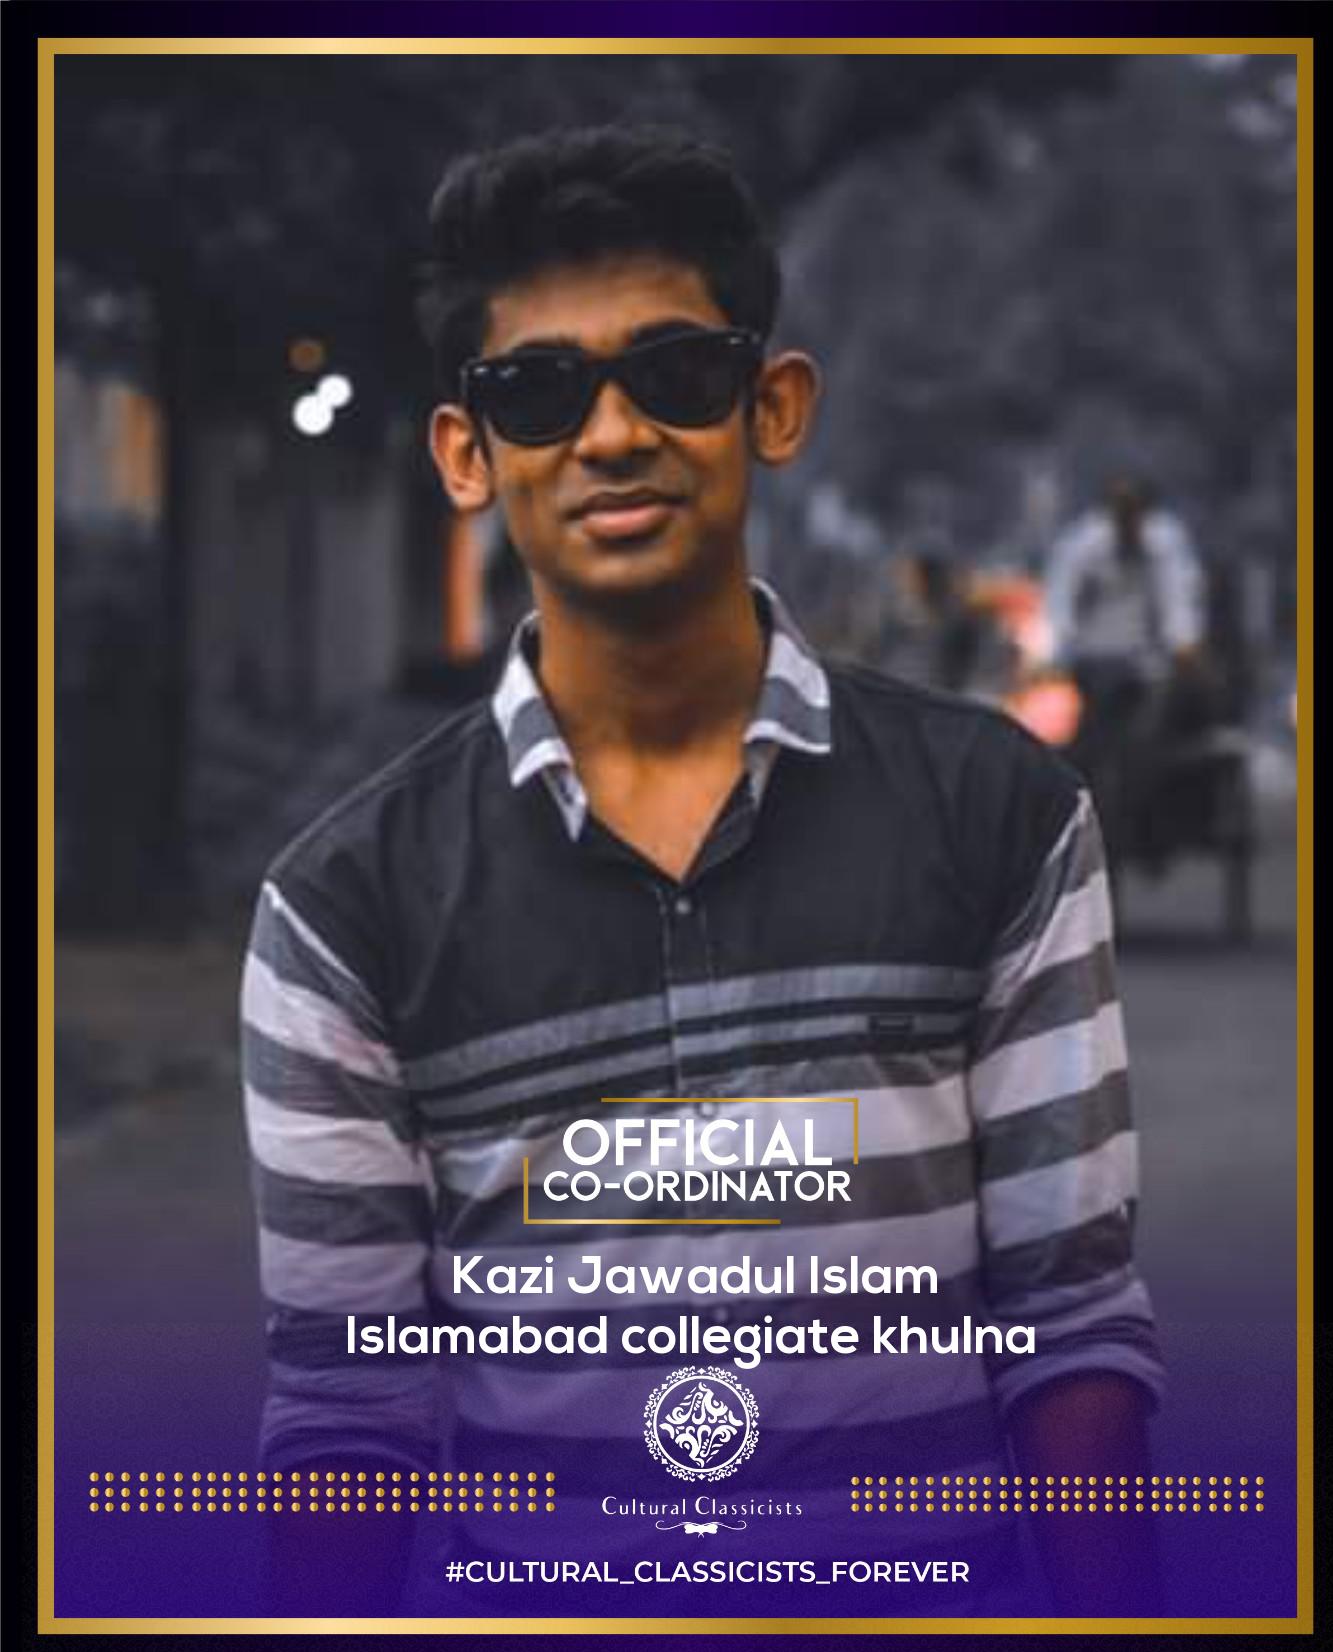 OFFICIAL
CO-ORDINATOR
Kazi Jawadul Islam
Islamabad collegiate khulna
Cultural Classicists
#CULTURAL_CLASSICISTS_FOREVER